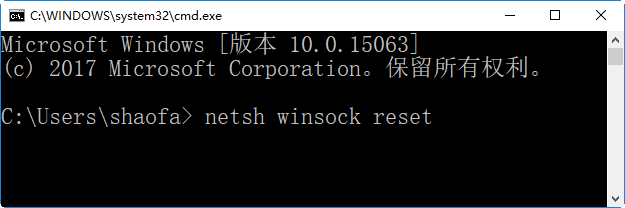 C:\WINDOWS\system32\cmd.exe
Microsoft Windows [版本 10.0.15063]
(c) 2017 Microsoft Corporation。保留所有权利。
C:\Users\shaofa> netsh winsock reset